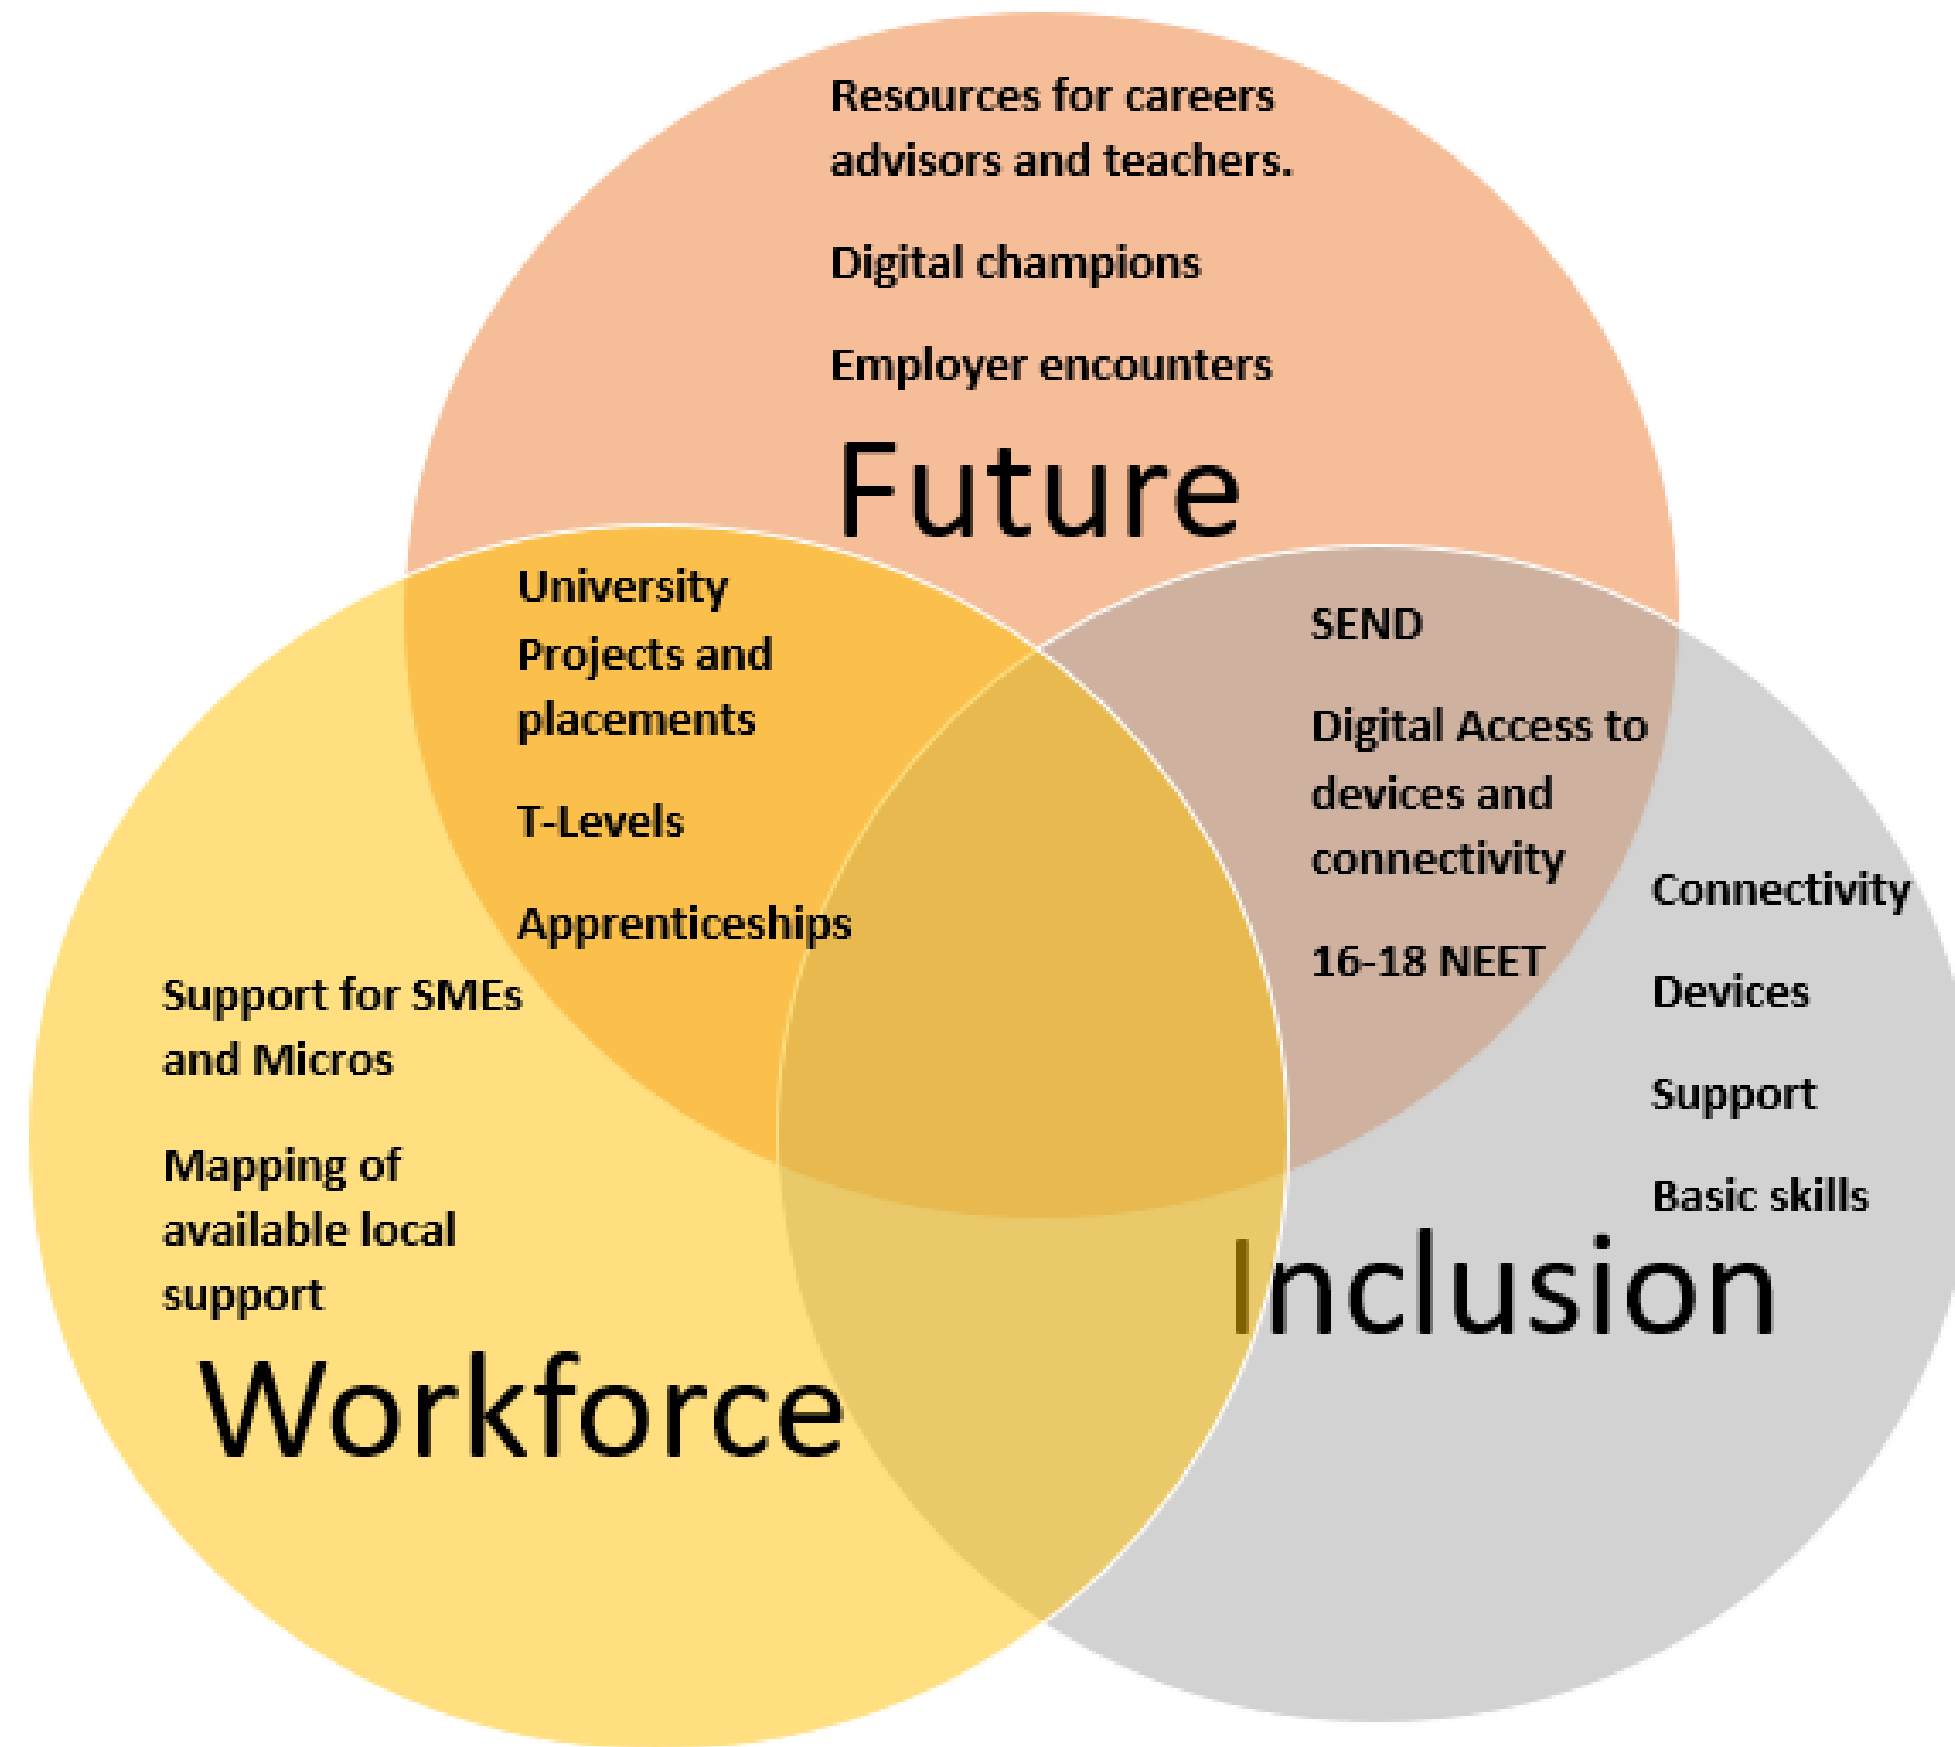 Resources for careers
advisors and teachers.
Digital champions
Employer encounters
Future
University
Projects and
placements
T-Levels
Apprenticeships
SEND
Digital Access to
devices and
connectivity
16-18 NEET
Connectivity
Devices
Support
Basic skills
Inclusion
Support for SMEs
and Micros
Mapping of
available local
support
Workforce